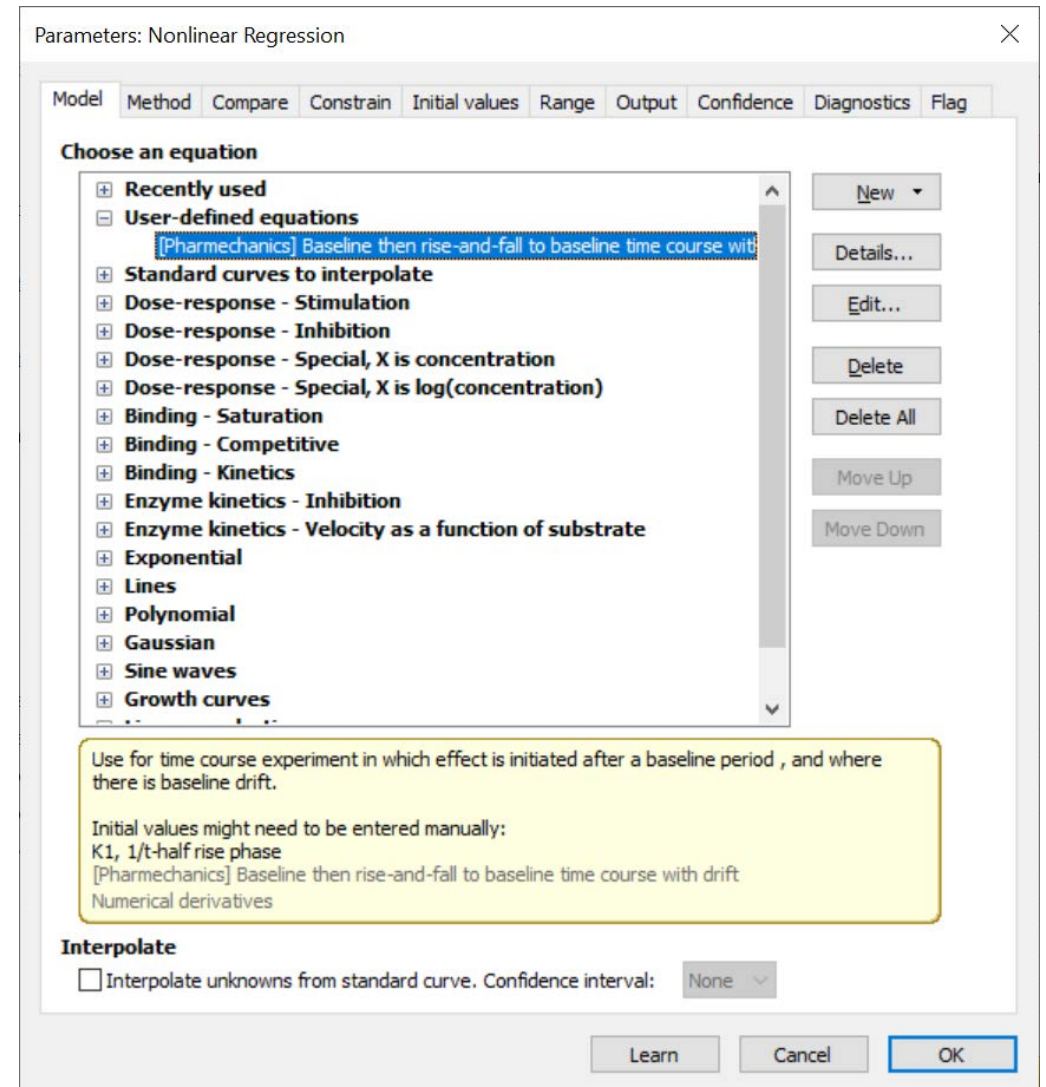 Parameters: Nonlinear Regression
Model Method Compare Constrain Initial values Range Output Confidence Diagnostics Flag
Choose an equation
Recently used
User-defined equations
[Pharmechanics] Baseline then rise-and-fall to baseline time course with
Standard curves to interpolate
Dose-response - Stimulation
Dose-response - Inhibition
Dose-response - Special, X is concentration
Dose-response - Special, X is log(concentration)
Binding - Saturation
Binding - Competitive
Binding - Kinetics
Enzyme kinetics - Inhibition
Enzyme kinetics - Velocity as a function of substrate
Exponential
Lines
Polynomial
Gaussian
Sine waves
Growth curves
New
Details...
Edit...
Delete
Delete All
Move Up
Move Down
Use for time course experiment in which effect is initiated after a baseline period , and where
there is baseline drift.
Initial values might need to be entered manually:
K1, 1/t-half rise phase
[Pharmechanics] Baseline then rise-and-fall to baseline time course with drift
Numerical derivatives
Interpolate
Interpolate unknowns from standard curve. Confidence interval: None
Learn Cancel OK